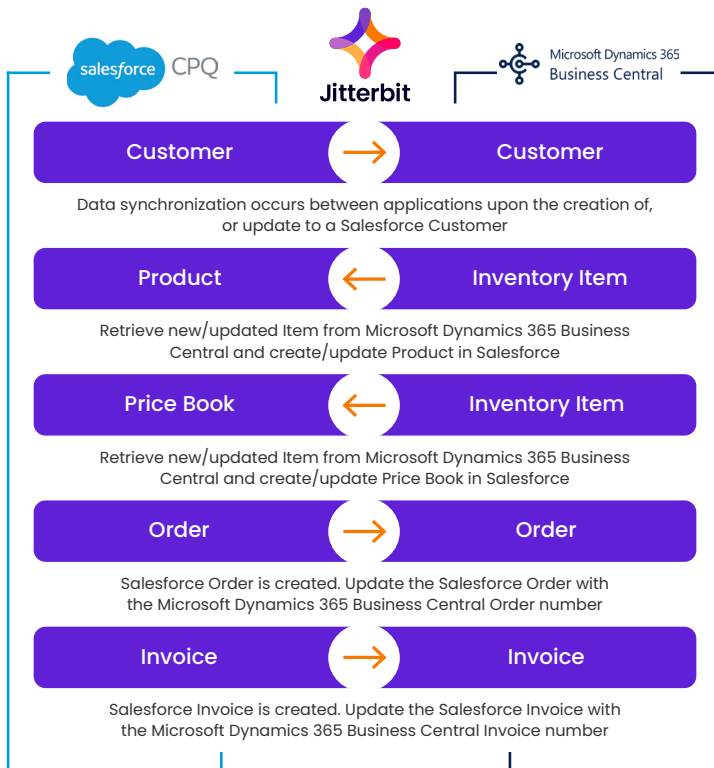 salesforce CPQ
Jitterbit
Microsoft Dynamics 365
Business Central
Customer Customer
Data synchronization occurs between applications upon the creation of,
or update to a Salesforce Customer
Product Inventory Item
Retrieve new/updated Item from Microsoft Dynamics 365 Business
Central and create/update Product in Salesforce
Price Book Inventory Item
Retrieve new/updated Item from Microsoft Dynamics 365 Business
Central and create/update Price Book in Salesforce
Order Order
Salesforce Order is created. Update the Salesforce Order with
the Microsoft Dynamics 365 Business Central Order number
Invoice Invoice
Salesforce Invoice is created. Update the Salesforce Invoice with
the Microsoft Dynamics 365 Business Central Invoice number